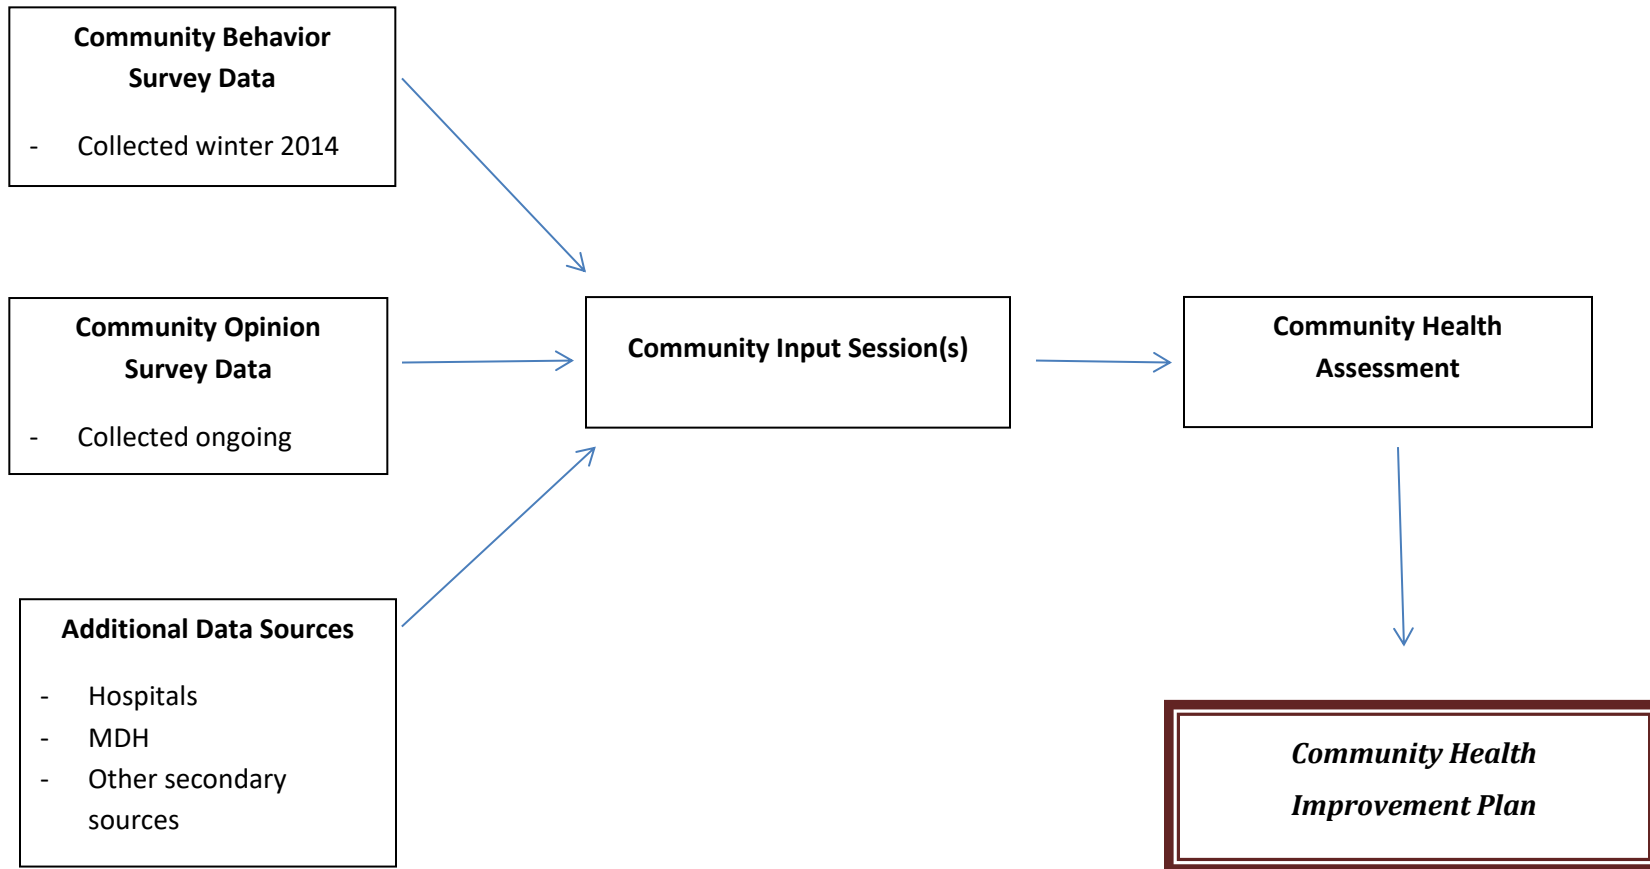 Community Behavior
Survey Data
- Collected winter 2014
Community Opinion
Survey Data
- Collected ongoing
Additional Data Sources
- Hospitals
- MDH
- Other secondary
sources
Community Input Session(s)
Community Health
Assessment
Community Health
Improvement Plan